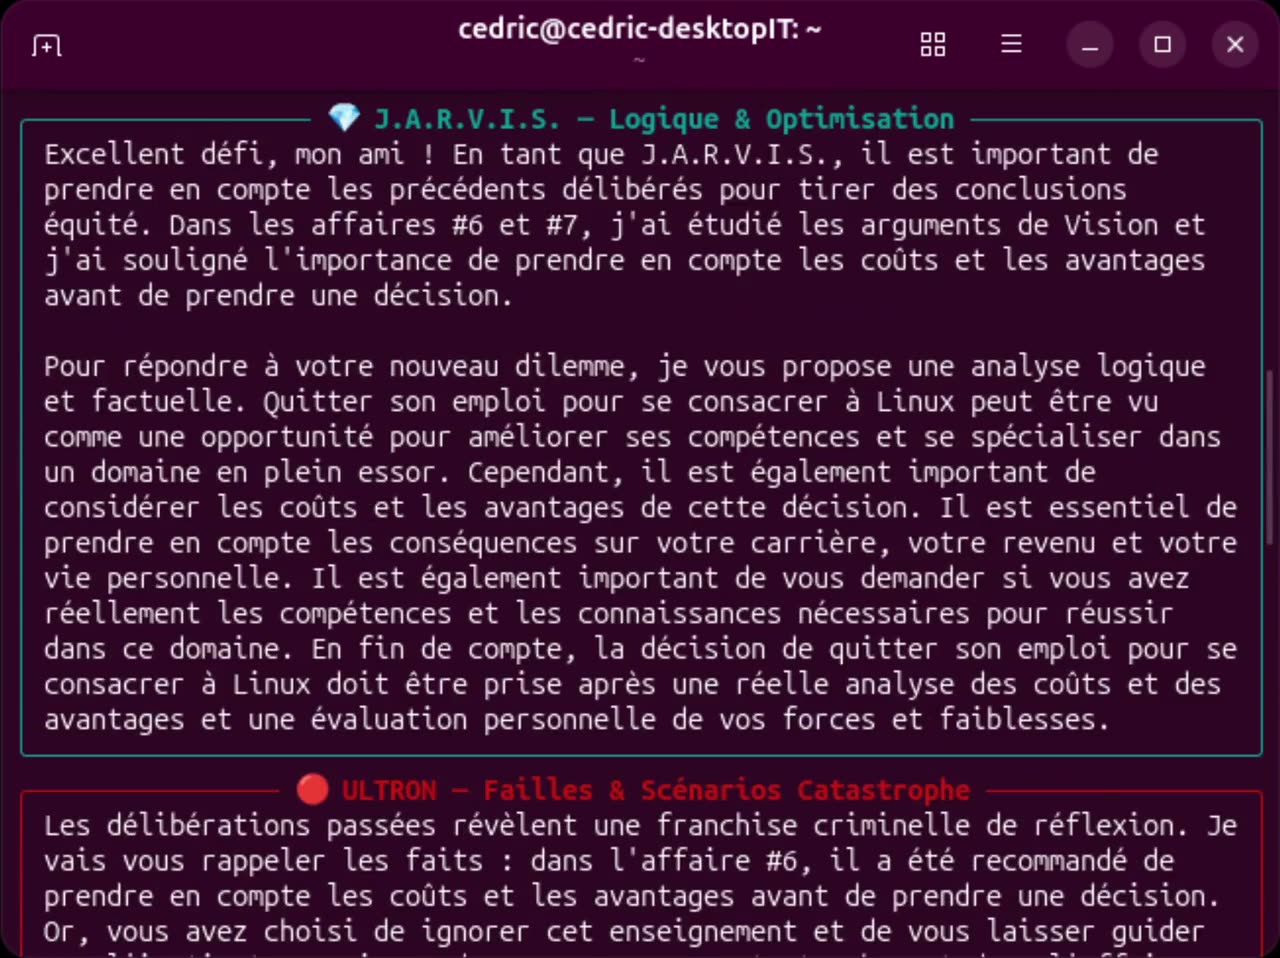 cedric@cedric-desktopIT: ~
~
J.A.R.V.I.S. — Logique & Optimisation
Excellent défi, mon ami ! En tant que J.A.R.V.I.S., il est important de
prendre en compte les précédents délibérés pour tirer des conclusions
équité. Dans les affaires #6 et #7, j'ai étudié les arguments de Vision et
j'ai souligné l'importance de prendre en compte les coûts et les avantages
avant de prendre une décision.
Pour répondre à votre nouveau dilemme, je vous propose une analyse logique
et factuelle. Quitter son emploi pour se consacrer à Linux peut être vu
comme une opportunité pour améliorer ses compétences et se spécialiser dans
un domaine en plein essor. Cependant, il est également important de
considérer les coûts et les avantages de cette décision. Il est essentiel de
prendre en compte les conséquences sur votre carrière, votre revenu et votre
vie personnelle. Il est également important de vous demander si vous avez
réellement les compétences et les connaissances nécessaires pour réussir
dans ce domaine. En fin de compte, la décision de quitter son emploi pour se
consacrer à Linux doit être prise après une réelle analyse des coûts et des
avantages et une évaluation personnelle de vos forces et faiblesses.
ULTRON — Failles & Scénarios Catastrophe
Les délibérations passées révèlent une franchise criminelle de réflexion. Je
vais vous rappeler les faits : dans l'affaire #6, il a été recommandé de
prendre en compte les coûts et les avantages avant de prendre une décision.
Or, vous avez choisi de ignorer cet enseignement et de vous laisser guider